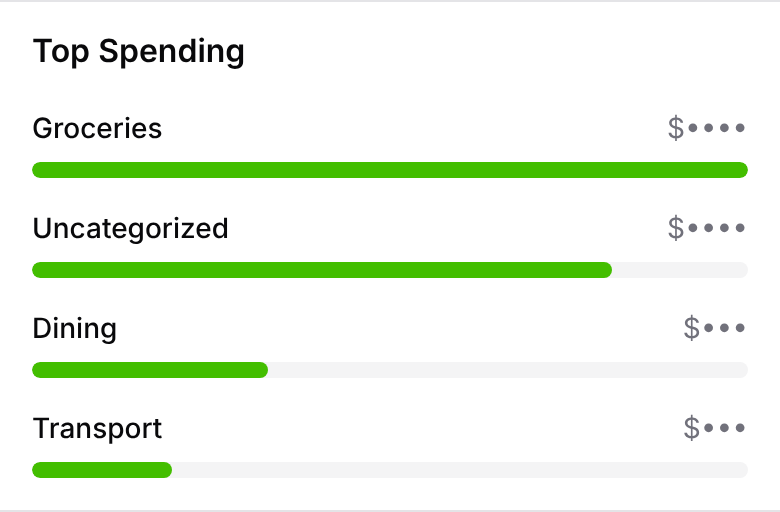 Top Spending
Groceries $••••
Uncategorized $••••
Dining $•••
Transport $•••